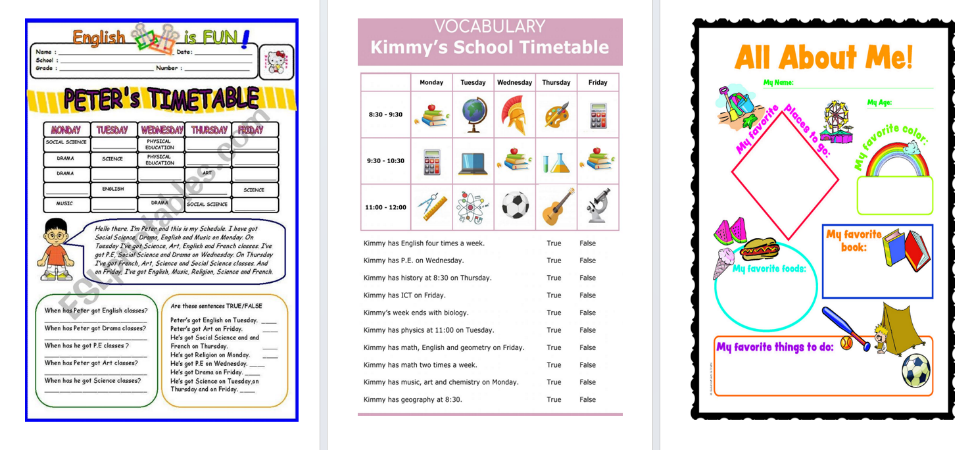 English is FUN!
Name : Date:
School :
Grade : Number :
PETER's TIMETABLE
MONDAY TUESDAY WEDNESDAY THURSDAY FRIDAY
SOCIAL SCIENCE PHYSICAL EDUCATION
DRAMA SCIENCE PHYSICAL EDUCATION
DRAMA ART
ENGLISH SCIENCE
MUSIC DRAMA SOCIAL SCIENCE
Hello there. I'm Peter and this is my Schedule. I have got
Social Science, Drama, English and Music on Monday. On
Tuesday I've got Science, Art, English and French classes. I've
got P.E, Social Science and Drama on Wednesday. On Thursday
I've got French, Art, Science and Social Science classes. And
on Friday, I've got English, Music, Religion, Science and French.
When has Peter got English classes?
When has Peter got Drama classes?
When has he got P.E classes ?
When has Peter got Art classes?
When has he got Science classes?
Are these sentences TRUE/FALSE
Peter's got English on Tuesday.
Peter's got Art on Friday.
He's got Social Science and and
French on Thursday.
He's got Religion on Monday.
He's got P.E on Wednesday.
He's got Drama on Friday.
He's got Science on Tuesday,on
Thursday and on Friday.
ESLprintables.com
VOCABULARY
Kimmy's School Timetable
Monday Tuesday Wednesday Thursday Friday
8:30 - 9:30
9:30 - 10:30
11:00 - 12:00
Kimmy has English four times a week. True False
Kimmy has P.E. on Wednesday. True False
Kimmy has history at 8:30 on Thursday. True False
Kimmy has ICT on Friday. True False
Kimmy's week ends with biology. True False
Kimmy has physics at 11:00 on Tuesday. True False
Kimmy has math, English and geometry on Friday. True False
Kimmy has math two times a week. True False
Kimmy has music, art and chemistry on Monday. True False
Kimmy has geography at 8:30. True False
All About Me!
My Name:
My Age:
My favorite places to go:
My favorite color:
My favorite book:
My favorite foods:
My favorite things to do: